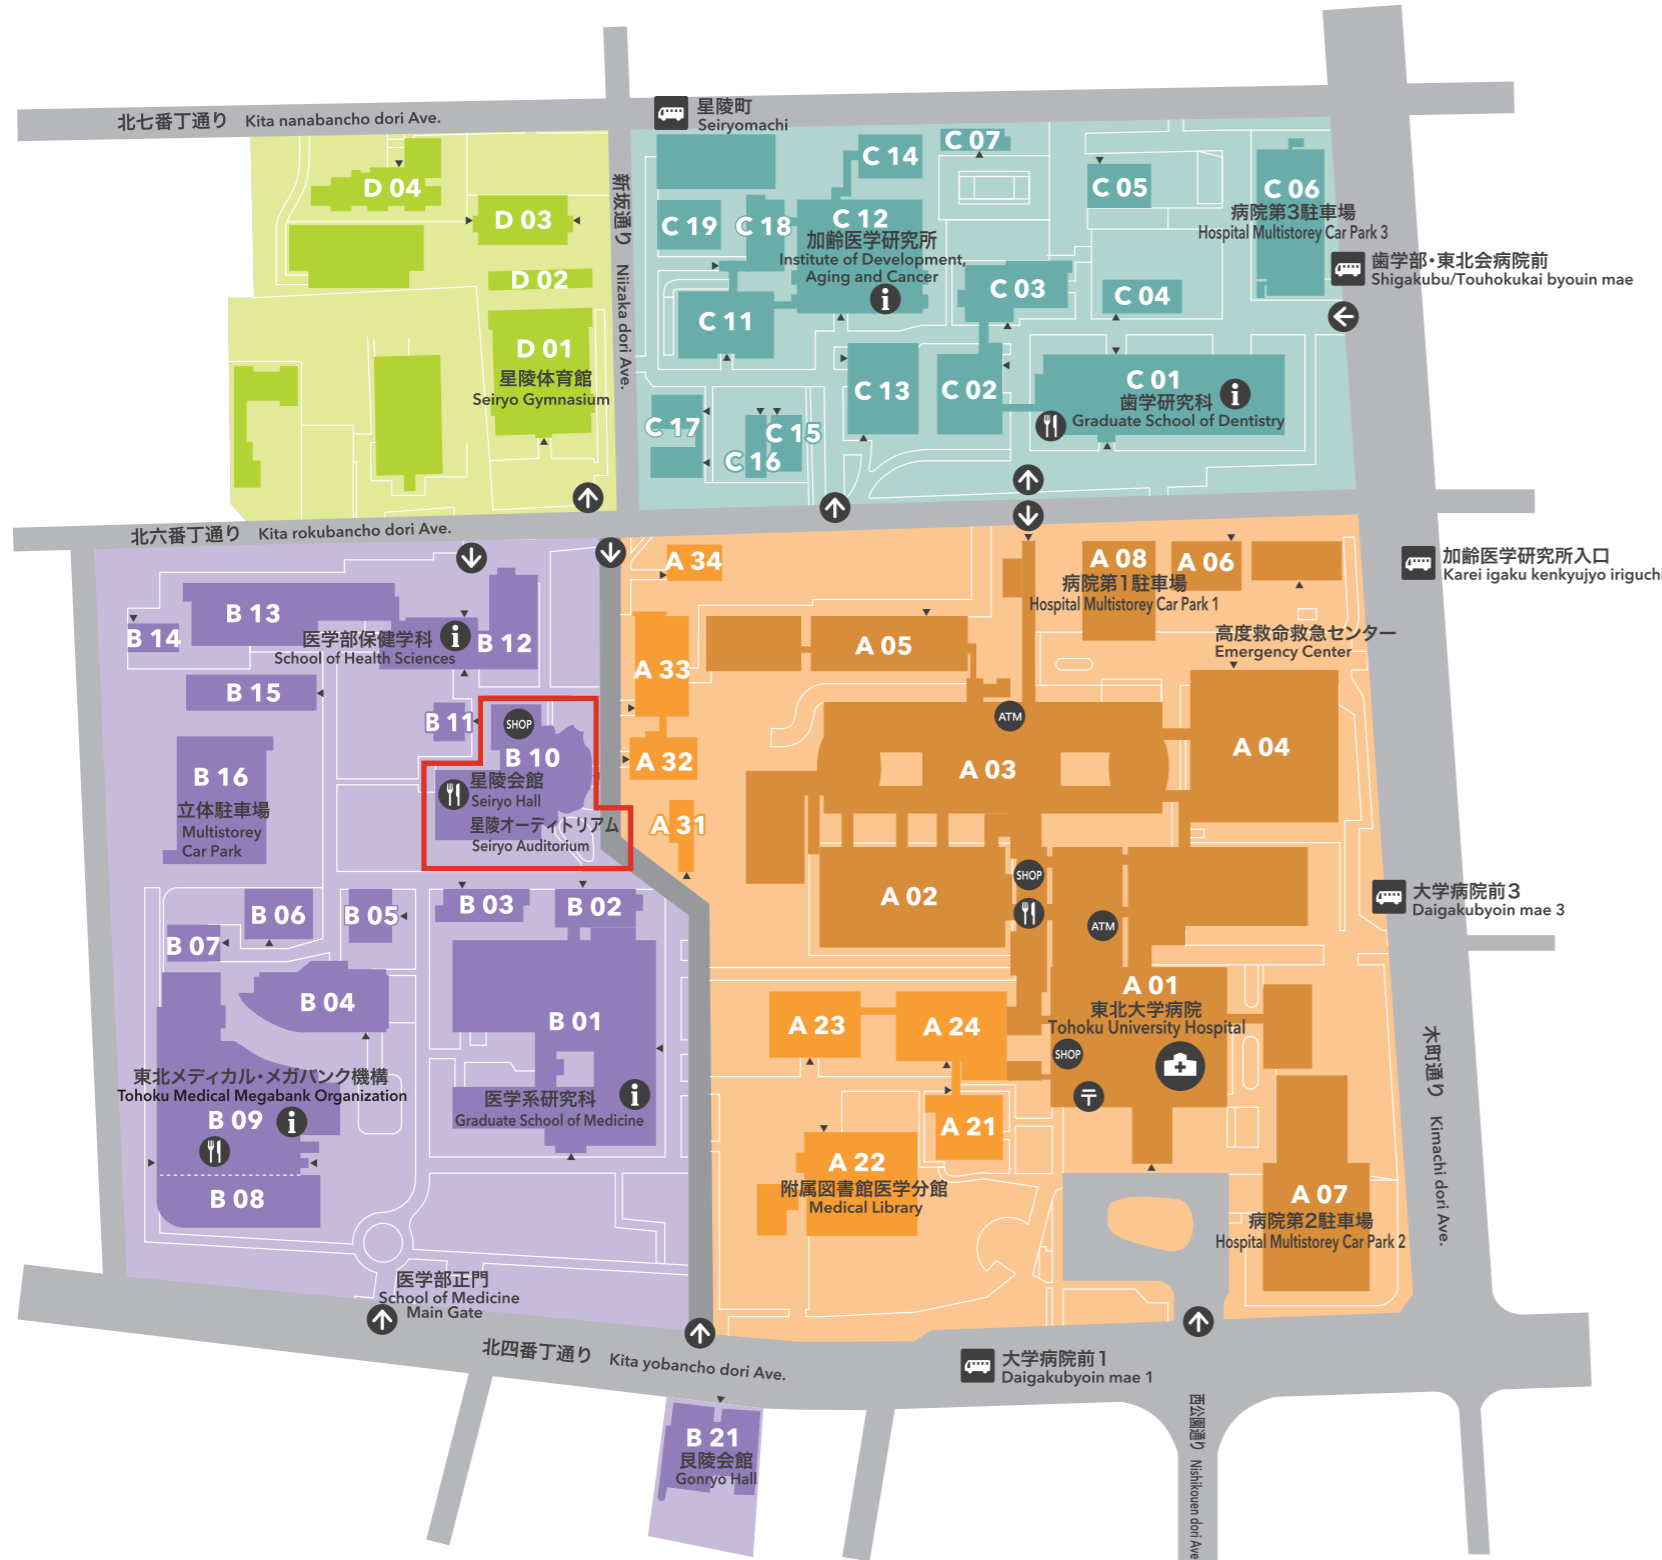 北七番丁通り Kita nanabancho dori Ave.
星陵町
Seiryomachi
新坂通り Niizaka dori Ave.
D 04
D 03
D 02
D 01
星陵体育館
Seiryo Gymnasium
C 14
C 07
C 05
C 06
病院第3駐車場
Hospital Multistorey Car Park 3
歯学部・東北会病院前
Shigakubu/Touhokukai byouin mae
C 19
C 18
C 12
加齢医学研究所
Institute of Development,
Aging and Cancer
i
C 03
C 04
C 11
C 13
C 02
C 01
歯学研究科
Graduate School of Dentistry
i
C 17
C 15
C 16
北六番丁通り Kita rokubancho dori Ave.
加齢医学研究所入口
Karei igaku kenkyujyo iriguchi
B 13
B 14
医学部保健学科
School of Health Sciences
i
B 12
B 15
B 11
SHOP
B 10
星陵会館
Seiryo Hall
星陵オーディトリアム
Seiryo Auditorium
B 16
立体駐車場
Multistorey
Car Park
A 34
A 33
A 32
A 31
A 05
A 08
病院第1駐車場
Hospital Multistorey Car Park 1
A 06
高度救命救急センター
Emergency Center
ATM
A 03
A 04
A 02
SHOP
ATM
大学病院前3
Daigakubyoin mae 3
B 06
B 05
B 03
B 02
B 07
B 04
B 01
医学系研究科
Graduate School of Medicine
i
東北メディカル・メガバンク機構
Tohoku Medical Megabank Organization
B 09
i
B 08
A 23
A 24
A 01
東北大学病院
Tohoku University Hospital
SHOP
〒
A 21
A 22
附属図書館医学分館
Medical Library
A 07
病院第2駐車場
Hospital Multistorey Car Park 2
木町通り Kimachi dori Ave.
医学部正門
School of Medicine
Main Gate
北四番丁通り Kita yobancho dori Ave.
大学病院前1
Daigakubyoin mae 1
西公園通り Nishikouen dori Ave
B 21
艮陵会館
Gonryo Hall